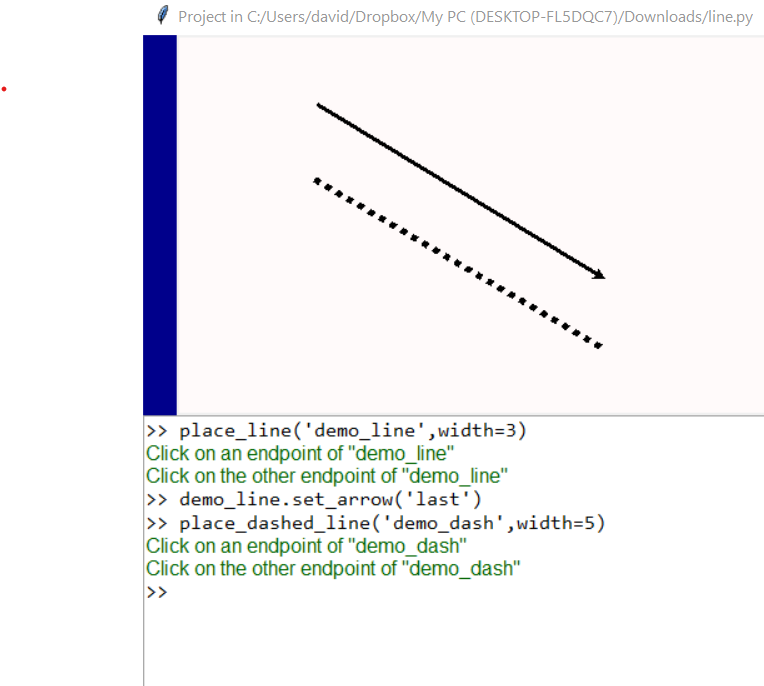 Project in C:/Users/david/Dropbox/My PC (DESKTOP-FL5DQC7)/Downloads/line.py
>> place_line('demo_line',width=3)
Click on an endpoint of "demo_line"
Click on the other endpoint of "demo_line"
>> demo_line.set_arrow('last')
>> place_dashed_line('demo_dash',width=5)
Click on an endpoint of "demo_dash"
Click on the other endpoint of "demo_dash"
>>